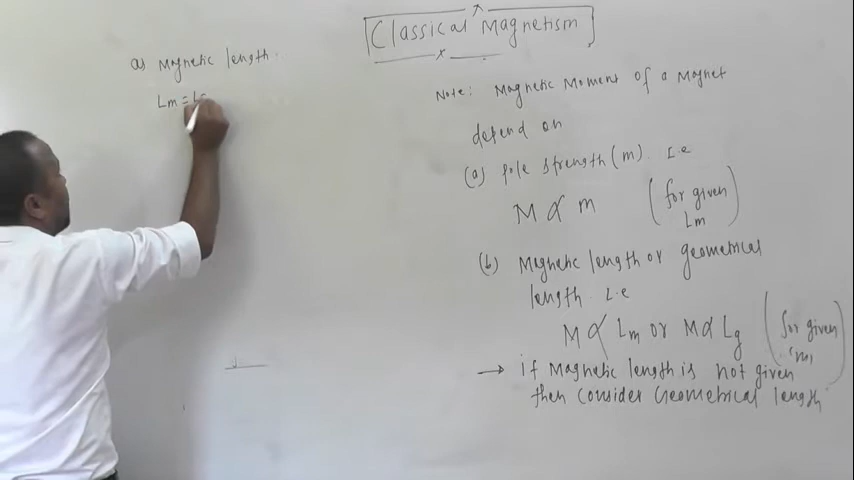 Classical Magnetism
as Magnetic length.
Lm = L
Note: Magnetic Moment of a Magnet
depend on
(a) pole strength (m). i.e
M ∝ m (for given Lm)
(b) Magnetic length or geometrical
length. i.e
M ∝ Lm or M ∝ Lg (for given
→ if Magnetic length is not given
then consider Geometrical length